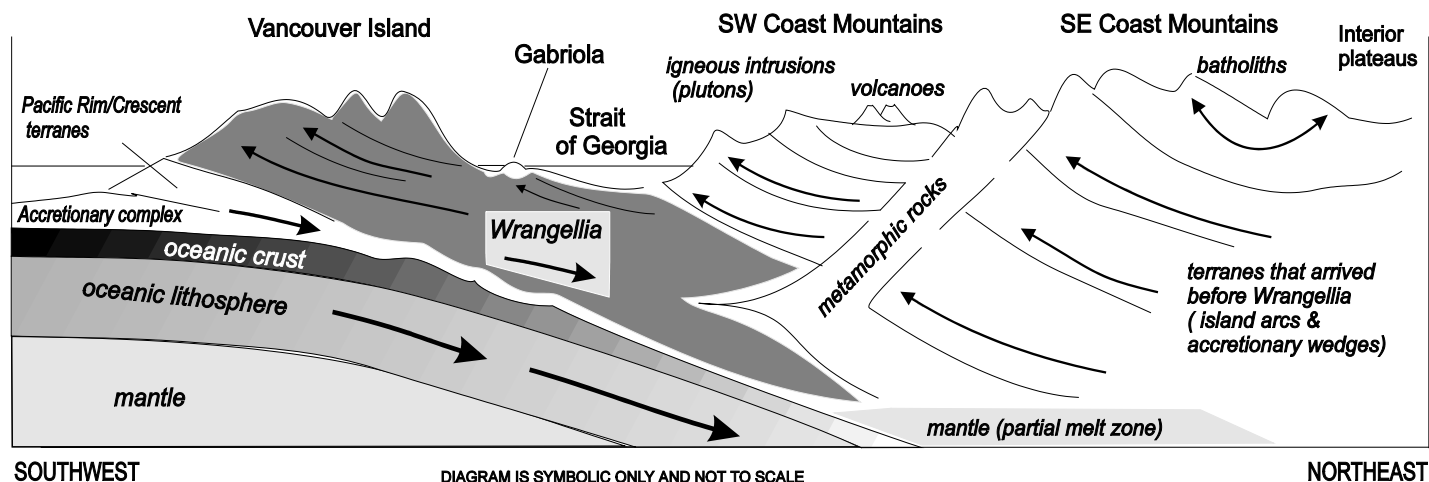 Vancouver Island
SW Coast Mountains
SE Coast Mountains
Interior
plateaus
Gabriola
igneous intrusions
(plutons)
volcanoes
batholiths
Pacific Rim/Crescent
terranes
Strait
of Georgia
Accretionary complex
Wrangellia
metamorphic rocks
oceanic crust
oceanic lithosphere
terranes that arrived
before Wrangellia
( island arcs &
accretionary wedges)
mantle
mantle (partial melt zone)
SOUTHWEST
DIAGRAM IS SYMBOLIC ONLY AND NOT TO SCALE
NORTHEAST